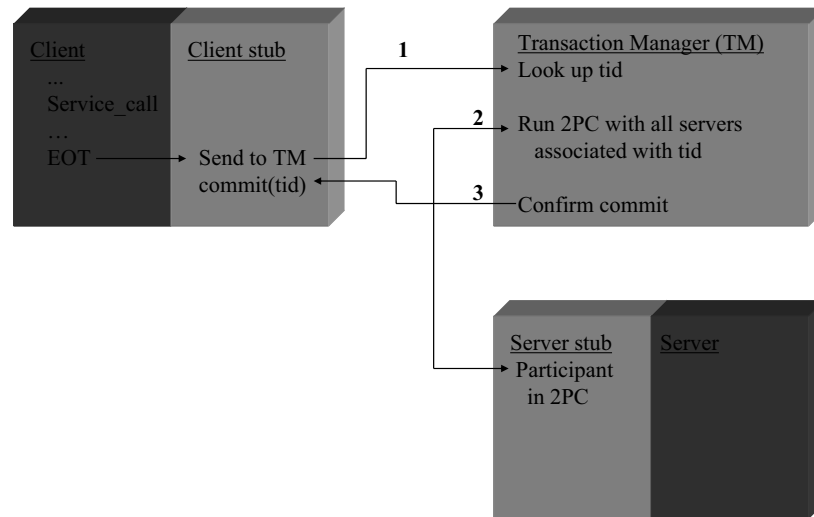 Client
...
Service_call
…
EOT
Client stub
Send to TM
commit(tid)
1
2
3
Transaction Manager (TM)
Look up tid
Run 2PC with all servers
associated with tid
Confirm commit
Server stub
Participant
in 2PC
Server